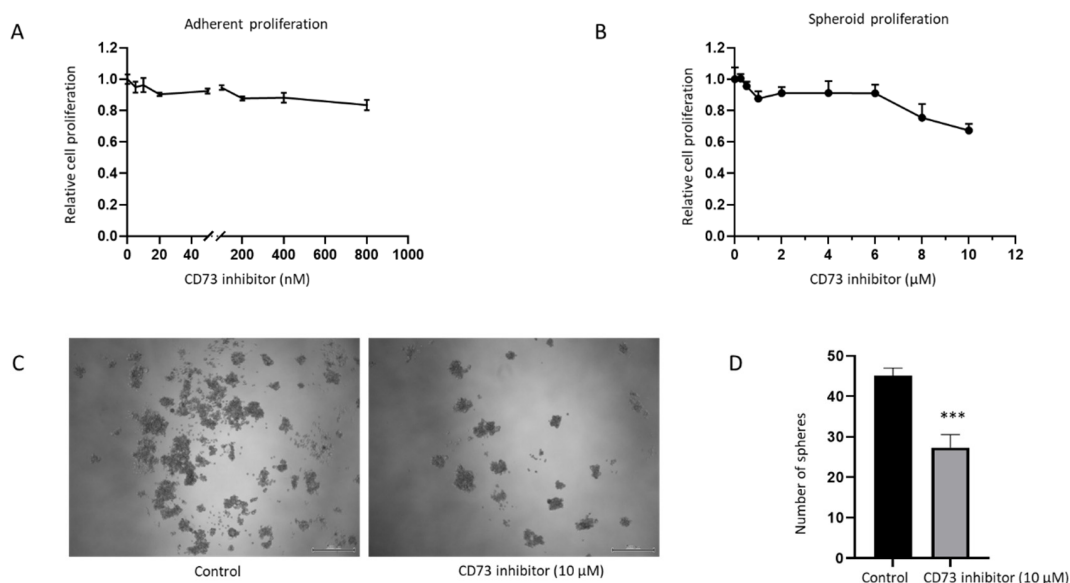 A
Adherent proliferation
Relative cell proliferation
1.2
1.0
0.8
0.6
0.4
0.2
0.0
0 20 40 200 400 600 800 1000
CD73 inhibitor (nM)
B
Spheroid proliferation
Relative cell proliferation
1.2
1.0
0.8
0.6
0.4
0.2
0.0
0 2 4 6 8 10 12
CD73 inhibitor (µM)
C
Control
CD73 inhibitor (10 µM)
D
Number of spheres
50
40
30
20
10
0
***
Control CD73 inhibitor (10 µM)